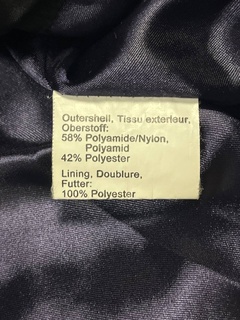 Outershell, Tissu exterieur,
Oberstoff:
58% Polyamide/Nylon,
Polyamid
42% Polyester
Lining, Doublure,
Futter:
100% Polyester